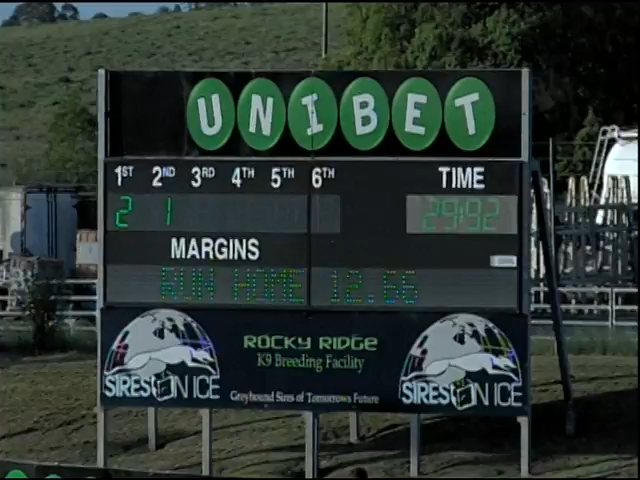 UNIBET
1ST 2ND 3RD 4TH 5TH 6TH TIME
2 1 29:92
MARGINS
RUN HOME 12.66
ROCKY RIDGE
K9 Breeding Facility
SIRES ON ICE
Greyhound Sires of Tomorrows Future
SIRES ON ICE